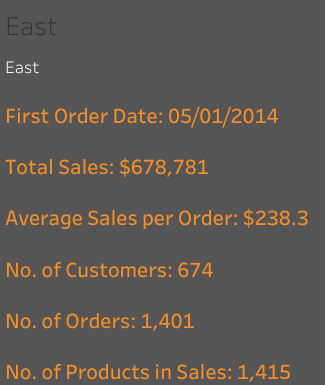 East
East
First Order Date: 05/01/2014
Total Sales: $678,781
Average Sales per Order: $238.3
No. of Customers: 674
No. of Orders: 1,401
No. of Products in Sales: 1,415